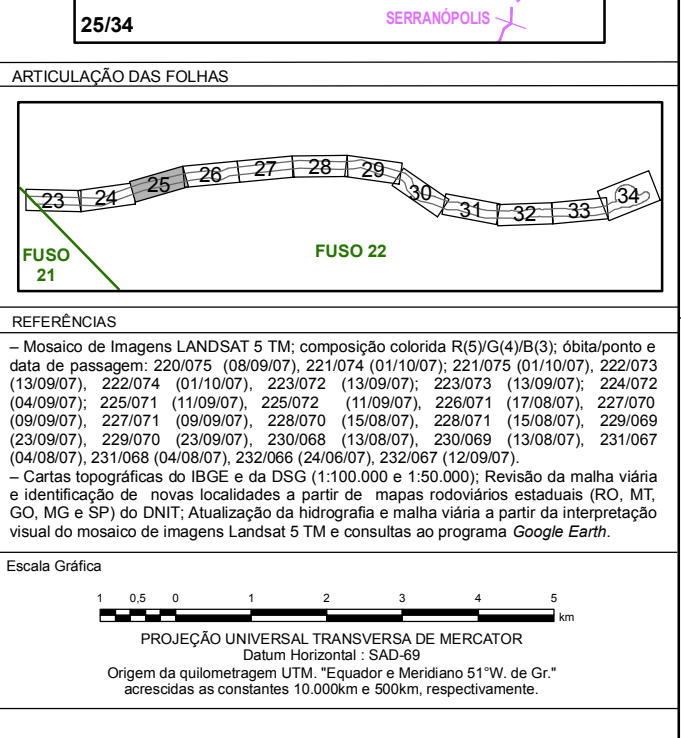 SERRANÓPOLIS
25/34
ARTICULAÇÃO DAS FOLHAS
23 24 25 26 27 28 29 30 31 32 33 34
FUSO 21
FUSO 22
REFERÊNCIAS
– Mosaico de Imagens LANDSAT 5 TM; composição colorida R(5)/G(4)/B(3); óbita/ponto e
data de passagem: 220/075 (08/09/07), 221/074 (01/10/07); 221/075 (01/10/07), 222/073
(13/09/07), 222/074 (01/10/07), 223/072 (13/09/07); 223/073 (13/09/07); 224/072
(04/09/07); 225/071 (11/09/07), 225/072 (11/09/07), 226/071 (17/08/07), 227/070
(09/09/07), 227/071 (09/09/07), 228/070 (15/08/07), 228/071 (15/08/07), 229/069
(23/09/07), 229/070 (23/09/07), 230/068 (13/08/07), 230/069 (13/08/07), 231/067
(04/08/07), 231/068 (04/08/07), 232/066 (24/06/07), 232/067 (12/09/07).
– Cartas topográficas do IBGE e da DSG (1:100.000 e 1:50.000); Revisão da malha viária
e identificação de novas localidades a partir de mapas rodoviários estaduais (RO, MT,
GO, MG e SP) do DNIT; Atualização da hidrografia e malha viária a partir da interpretação
visual do mosaico de imagens Landsat 5 TM e consultas ao programa Google Earth.
Escala Gráfica
1 0,5 0 1 2 3 4 5
km
PROJEÇÃO UNIVERSAL TRANSVERSA DE MERCATOR
Datum Horizontal : SAD-69
Origem da quilometragem UTM. "Equador e Meridiano 51°W. de Gr."
acrescidas as constantes 10.000km e 500km, respectivamente.